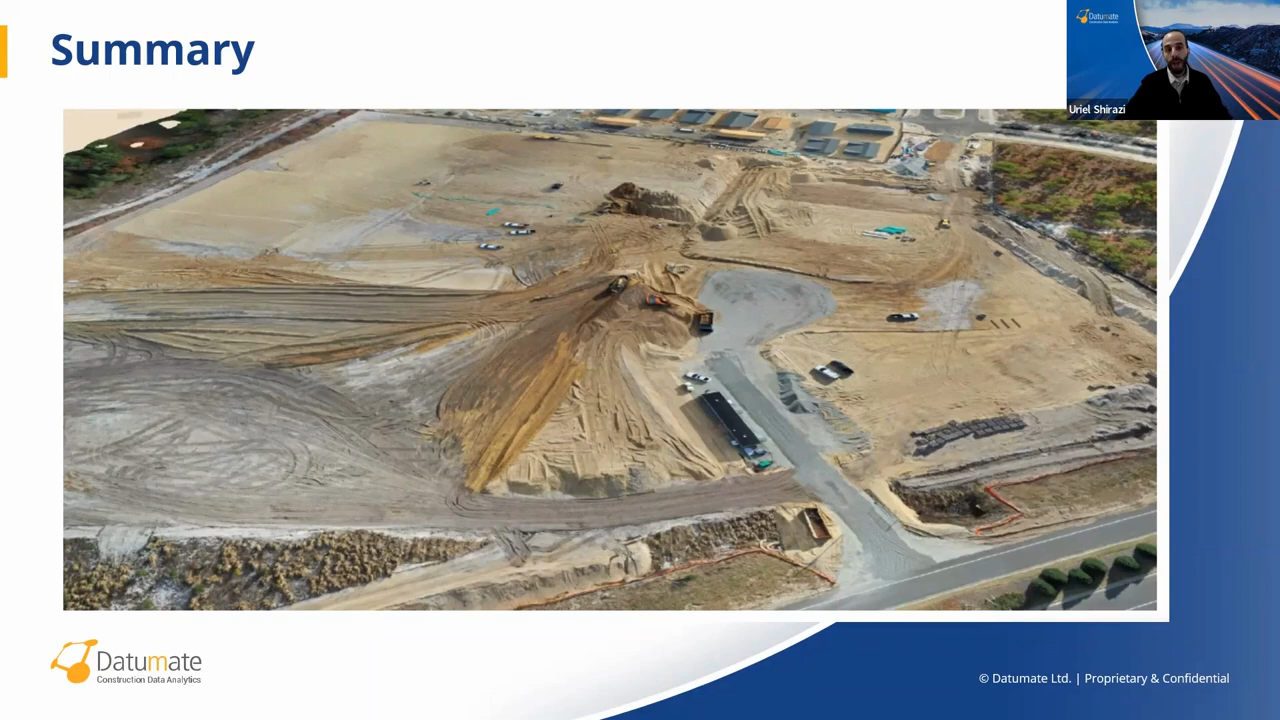 Summary
Datumate
Construction Data Analytics
Uriel Shirazi
Datumate
Construction Data Analytics
© Datumate Ltd. | Proprietary & Confidential